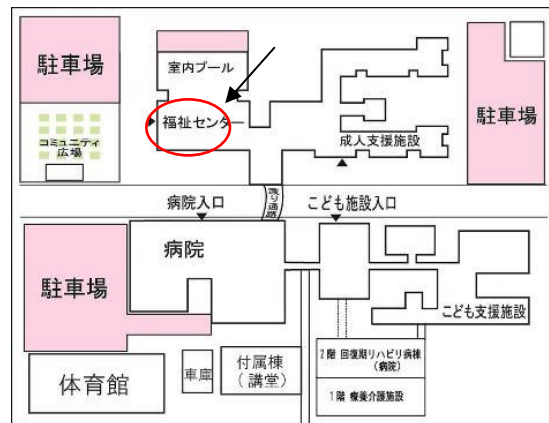 駐車場
室内プール
福祉センター
コミュニティ
広場
成人支援施設
駐車場
渡り通路
病院入口
こども施設入口
病院
駐車場
こども支援施設
体育館
車庫
付属棟
(講堂)
2階 回復期リハビリ病棟
(病院)
1階 療養介護施設